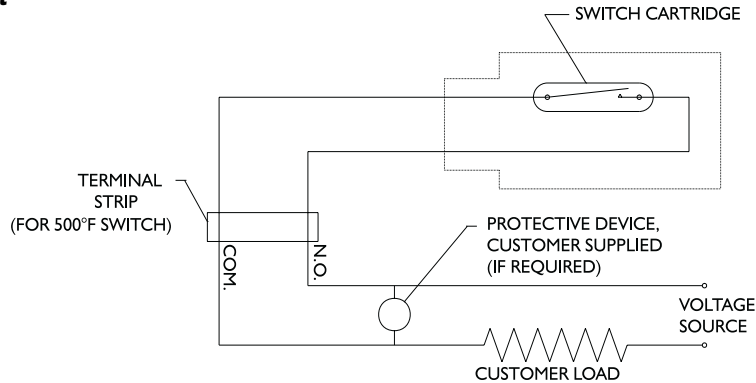 SWITCH CARTRIDGE
TERMINAL
STRIP
(FOR 500°F SWITCH)
COM.
N.O.
PROTECTIVE DEVICE,
CUSTOMER SUPPLIED
(IF REQUIRED)
VOLTAGE
SOURCE
CUSTOMER LOAD